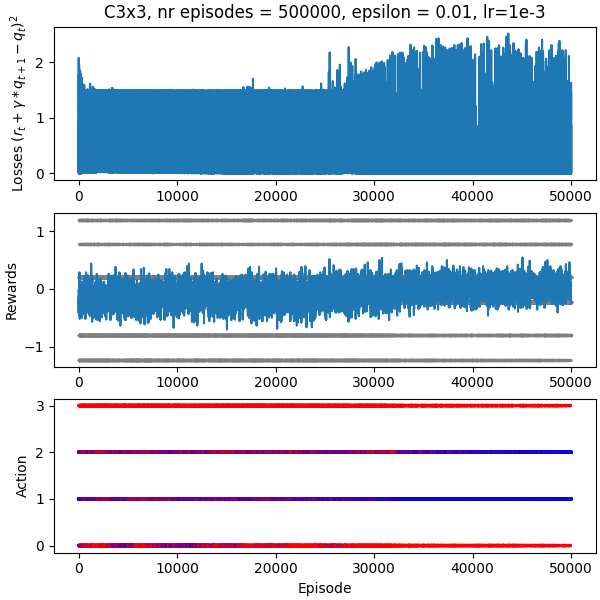 C3x3, nr episodes = 500000, epsilon = 0.01, lr=1e-3
Losses $(r_t + \gamma * q_{t+1} - q_t)^2$
2
1
0
0 10000 20000 30000 40000 50000
Rewards
1
0
−1
0 10000 20000 30000 40000 50000
Action
3
2
1
0
0 10000 20000 30000 40000 50000
Episode